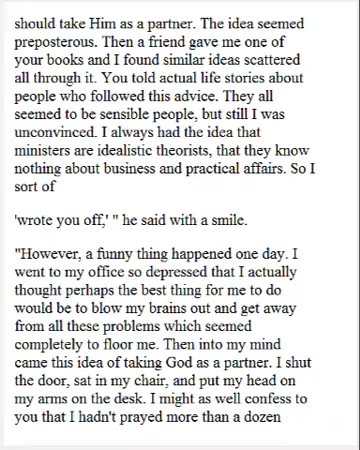 should take Him as a partner. The idea seemed
preposterous. Then a friend gave me one of
your books and I found similar ideas scattered
all through it. You told actual life stories about
people who followed this advice. They all
seemed to be sensible people, but still I was
unconvinced. I always had the idea that
ministers are idealistic theorists, that they know
nothing about business and practical affairs. So I
sort of
'wrote you off,' " he said with a smile.
"However, a funny thing happened one day. I
went to my office so depressed that I actually
thought perhaps the best thing for me to do
would be to blow my brains out and get away
from all these problems which seemed
completely to floor me. Then into my mind
came this idea of taking God as a partner. I shut
the door, sat in my chair, and put my head on
my arms on the desk. I might as well confess to
you that I hadn't prayed more than a dozen